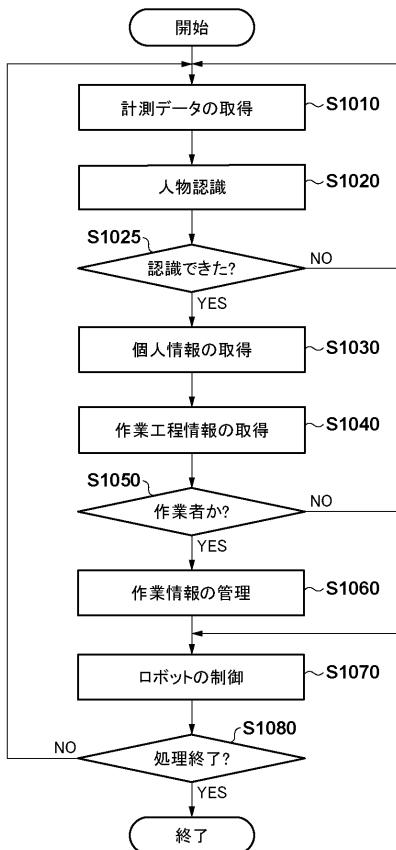 開始
計測データの取得
S1010
人物認識
S1020
S1025
認識できた?
NO
YES
個人情報の取得
S1030
作業工程情報の取得
S1040
S1050
作業者か?
NO
YES
作業情報の管理
S1060
ロボットの制御
S1070
S1080
NO
処理終了?
YES
終了